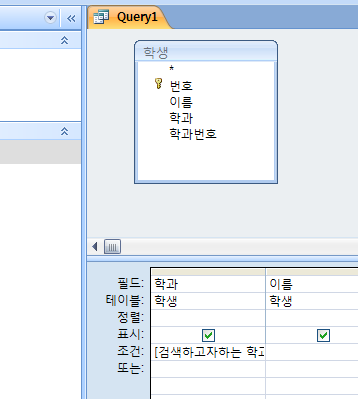 Query1
학생
*
번호
이름
학과
학과번호
필드: 학과 이름
테이블: 학생 학생
정렬:
표시:
조건: [검색하고자하는 학과
또는: